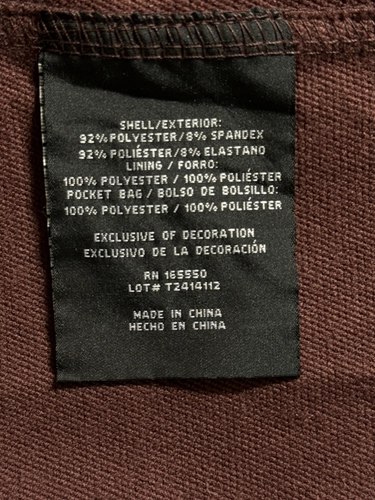 SHELL/EXTERIOR:
92% POLYESTER/8% SPANDEX
92% POLIÉSTER/8% ELASTANO
LINING / FORRO:
100% POLYESTER / 100% POLIÉSTER
POCKET BAG / BOLSO DE BOLSILLO:
100% POLYESTER / 100% POLIÉSTER
EXCLUSIVE OF DECORATION
EXCLUSIVO DE LA DECORACIÓN
RN 165550
LOT# T2414112
MADE IN CHINA
HECHO EN CHINA